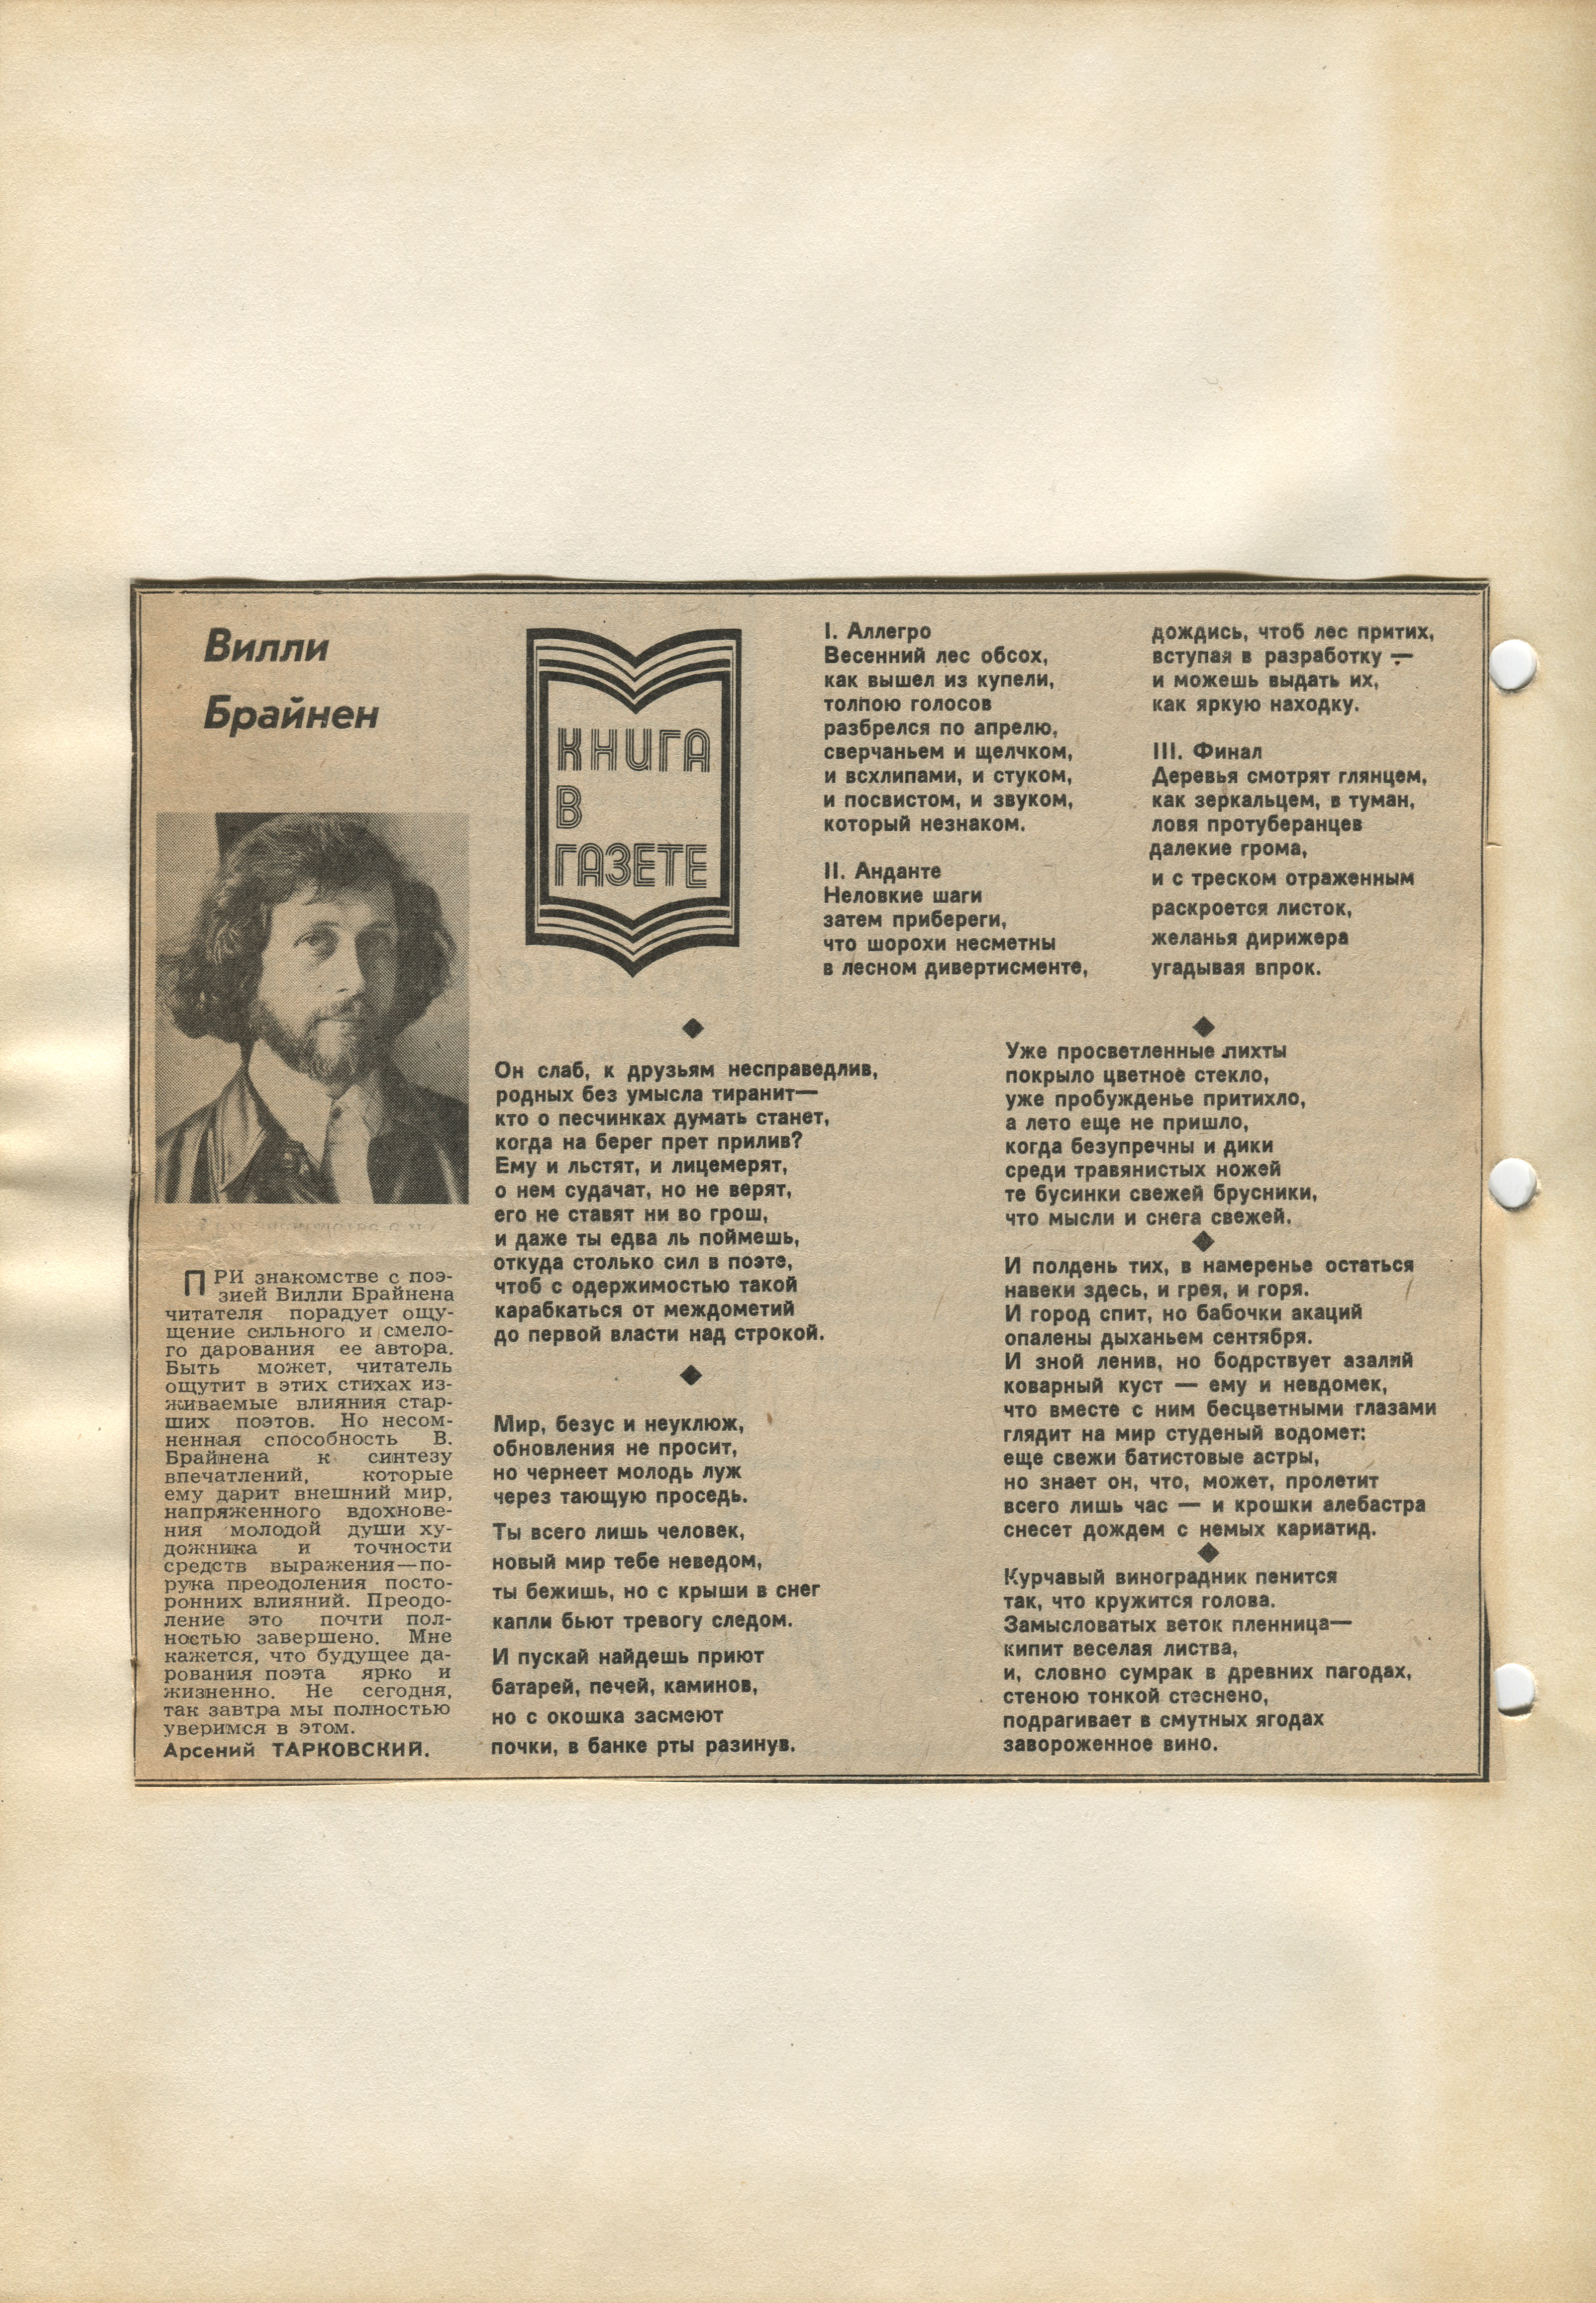 Вилли
Брайнен
ПРИ знакомстве с поэ-
зией Вилли Брайнена
читателя порадует ощу-
щение сильного и смело-
го дарования ее автора.
Быть может, читатель
ощутит в этих стихах из-
живаемые влияния стар-
ших поэтов. Но несом-
ненная способность В.
Брайнена к синтезу
впечатлений, которые
ему дарит внешний мир,
напряженного вдохнове-
ния молодой души ху-
дожника и точности
средств выражения—по-
рука преодоления посто-
ронних влияний. Преодо-
ление это почти пол-
ностью завершено. Мне
кажется, что будущее да-
рования поэта ярко и
жизненно. Не сегодня,
так завтра мы полностью
уверимся в этом.
Арсений ТАРКОВСКИЙ.
КНИГА
В
ГАЗЕТЕ
I. Аллегро
Весенний лес обсох,
как вышел из купели,
толпою голосов
разбрелся по апрелю,
сверчаньем и щелчком,
и всхлипами, и стуком,
и посвистом, и звуком,
который незнаком.
II. Анданте
Неловкие шаги
затем прибереги,
что шорохи несметны
в лесном дивертисменте,
дождись, чтоб лес притих,
вступая в разработку —
и можешь выдать их,
как яркую находку.
III. Финал
Деревья смотрят глянцем,
как зеркальцем, в туман,
ловя протуберанцев
далекие грома,
и с треском отраженным
раскроется листок,
желанья дирижера
угадывая впрок.
Он слаб, к друзьям несправедлив,
родных без умысла тиранит—
кто о песчинках думать станет,
когда на берег прет прилив?
Ему и льстят, и лицемерят,
о нем судачат, но не верят,
его не ставят ни во грош,
и даже ты едва ль поймешь,
откуда столько сил в поэте,
чтоб с одержимостью такой
карабкаться от междометий
до первой власти над строкой.
Мир, безус и неуклюж,
обновления не просит,
но чернеет молодь луж
через тающую проседь.
Ты всего лишь человек,
новый мир тебе неведом,
ты бежишь, но с крыши в снег
капли бьют тревогу следом.
И пускай найдешь приют
батарей, печей, каминов,
но с окошка засмеют
почки, в банке рты разинув.
Уже просветленные пихты
покрыло цветное стекло,
уже пробужденье притихло,
а лето еще не пришло,
когда безупречны и дики
среди травянистых ножей
те бусинки свежей брусники,
что мысли и снега свежей.
И полдень тих, в намеренье остаться
навеки здесь, и грея, и горя.
И город спит, но бабочки акаций
опалены дыханьем сентября.
И зной ленив, но бодрствует азалий
коварный куст — ему и невдомек,
что вместе с ним бесцветными глазами
глядит на мир студеный водомет:
еще свежи батистовые астры,
но знает он, что, может, пролетит
всего лишь час — и крошки алебастра
снесет дождем с немых кариатид.
Курчавый виноградник пенится
так, что кружится голова.
Замысловатых веток пленница—
кипит веселая листва,
и, словно сумрак в древних пагодах,
стеною тонкой стеснено,
подрагивает в смутных ягодах
завороженное вино.